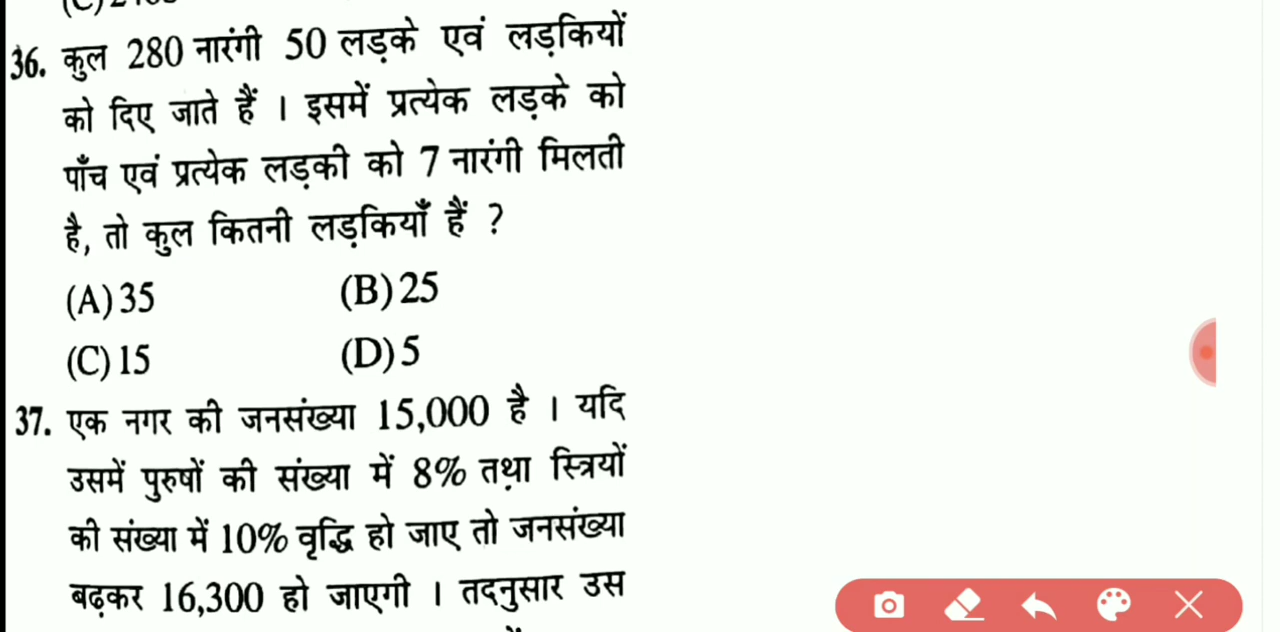 36. कुल 280 नारंगी 50 लड़के एवं लड़कियों
को दिए जाते हैं । इसमें प्रत्येक लड़के को
पाँच एवं प्रत्येक लड़की को 7 नारंगी मिलती
है, तो कुल कितनी लड़कियाँ हैं ?
(A) 35 (B) 25
(C) 15 (D) 5
37. एक नगर की जनसंख्या 15,000 है । यदि
उसमें पुरुषों की संख्या में 8% तथा स्त्रियों
की संख्या में 10% वृद्धि हो जाए तो जनसंख्या
बढ़कर 16,300 हो जाएगी । तदनुसार उस